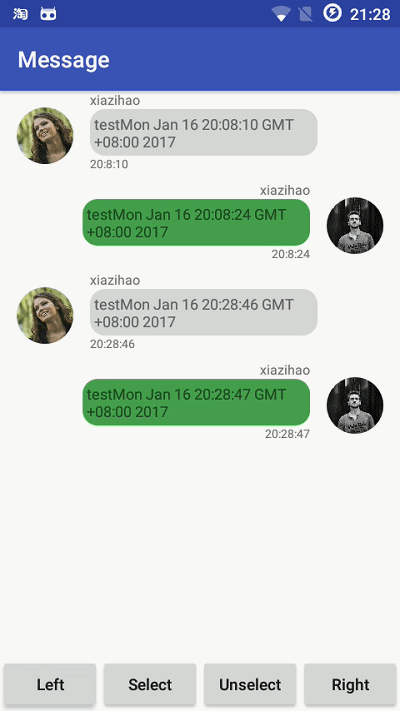 淘
21:28
Message
xiazihao
testMon Jan 16 20:08:10 GMT
+08:00 2017
20:8:10
xiazihao
testMon Jan 16 20:08:24 GMT
+08:00 2017
20:8:24
xiazihao
testMon Jan 16 20:28:46 GMT
+08:00 2017
20:28:46
xiazihao
testMon Jan 16 20:28:47 GMT
+08:00 2017
20:28:47
Left Select Unselect Right